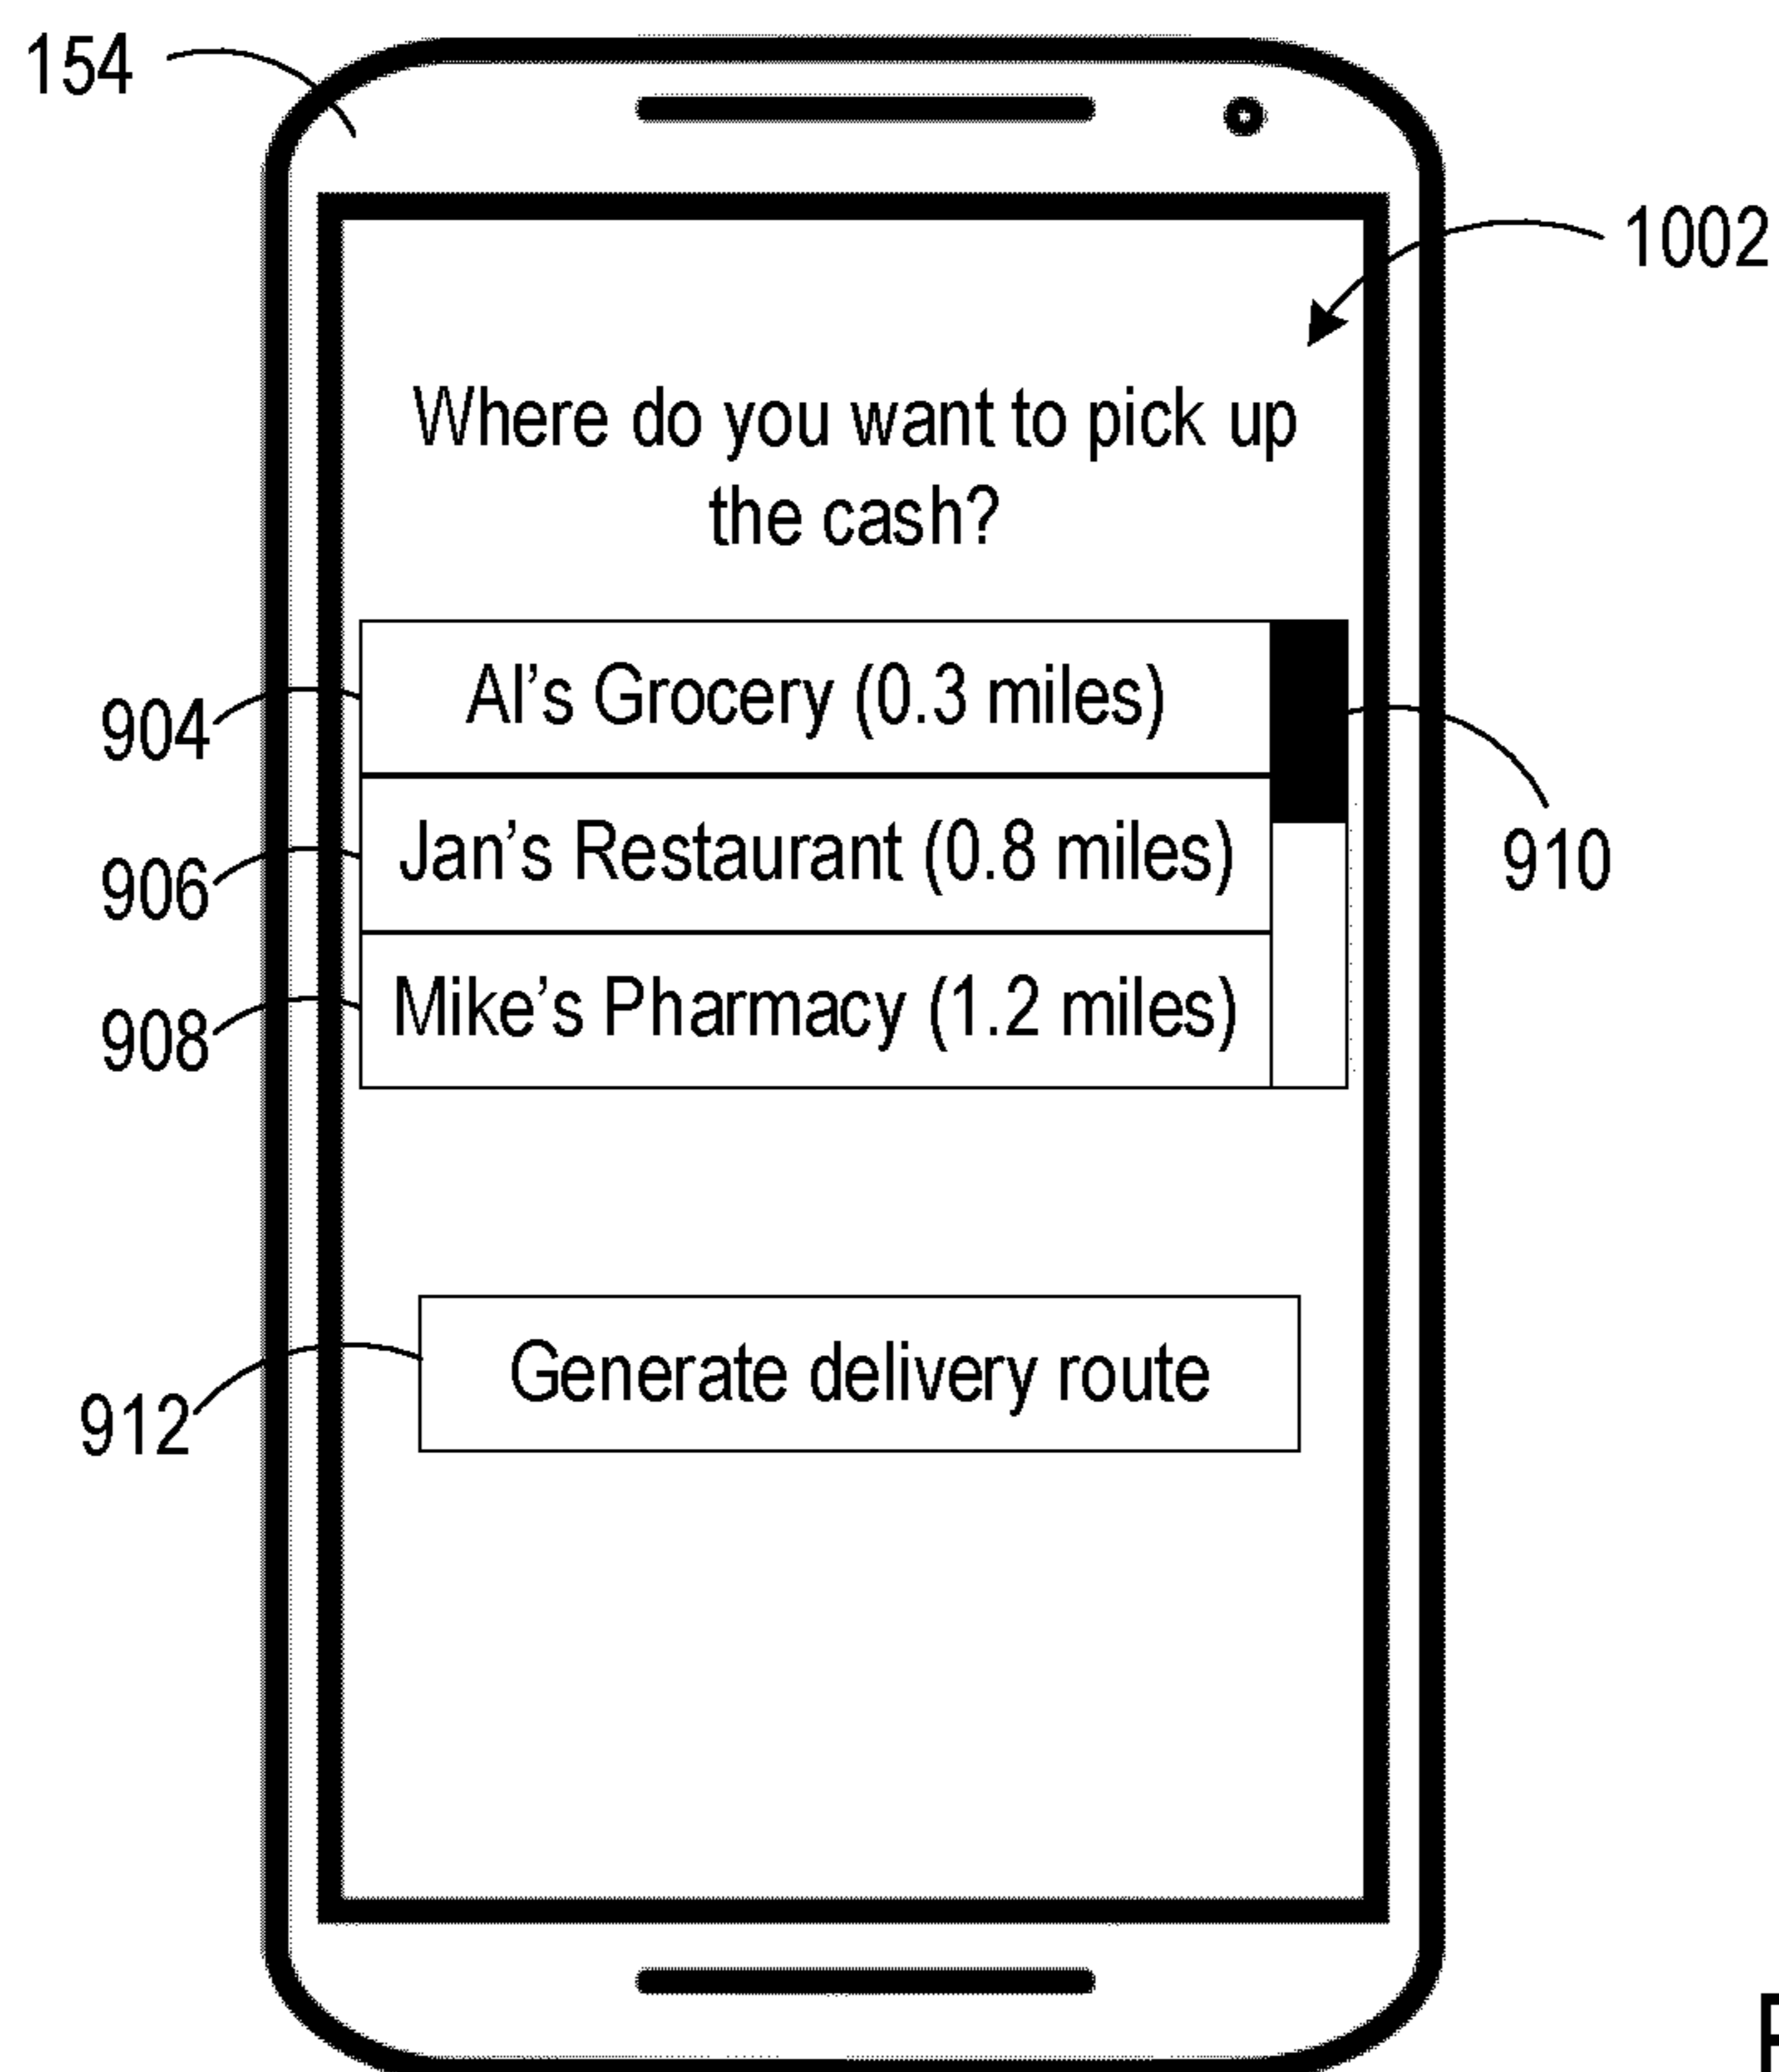 154
1002
Where do you want to pick up
the cash?
904
Al’s Grocery (0.3 miles)
906
Jan’s Restaurant (0.8 miles)
910
908
Mike’s Pharmacy (1.2 miles)
912
Generate delivery route